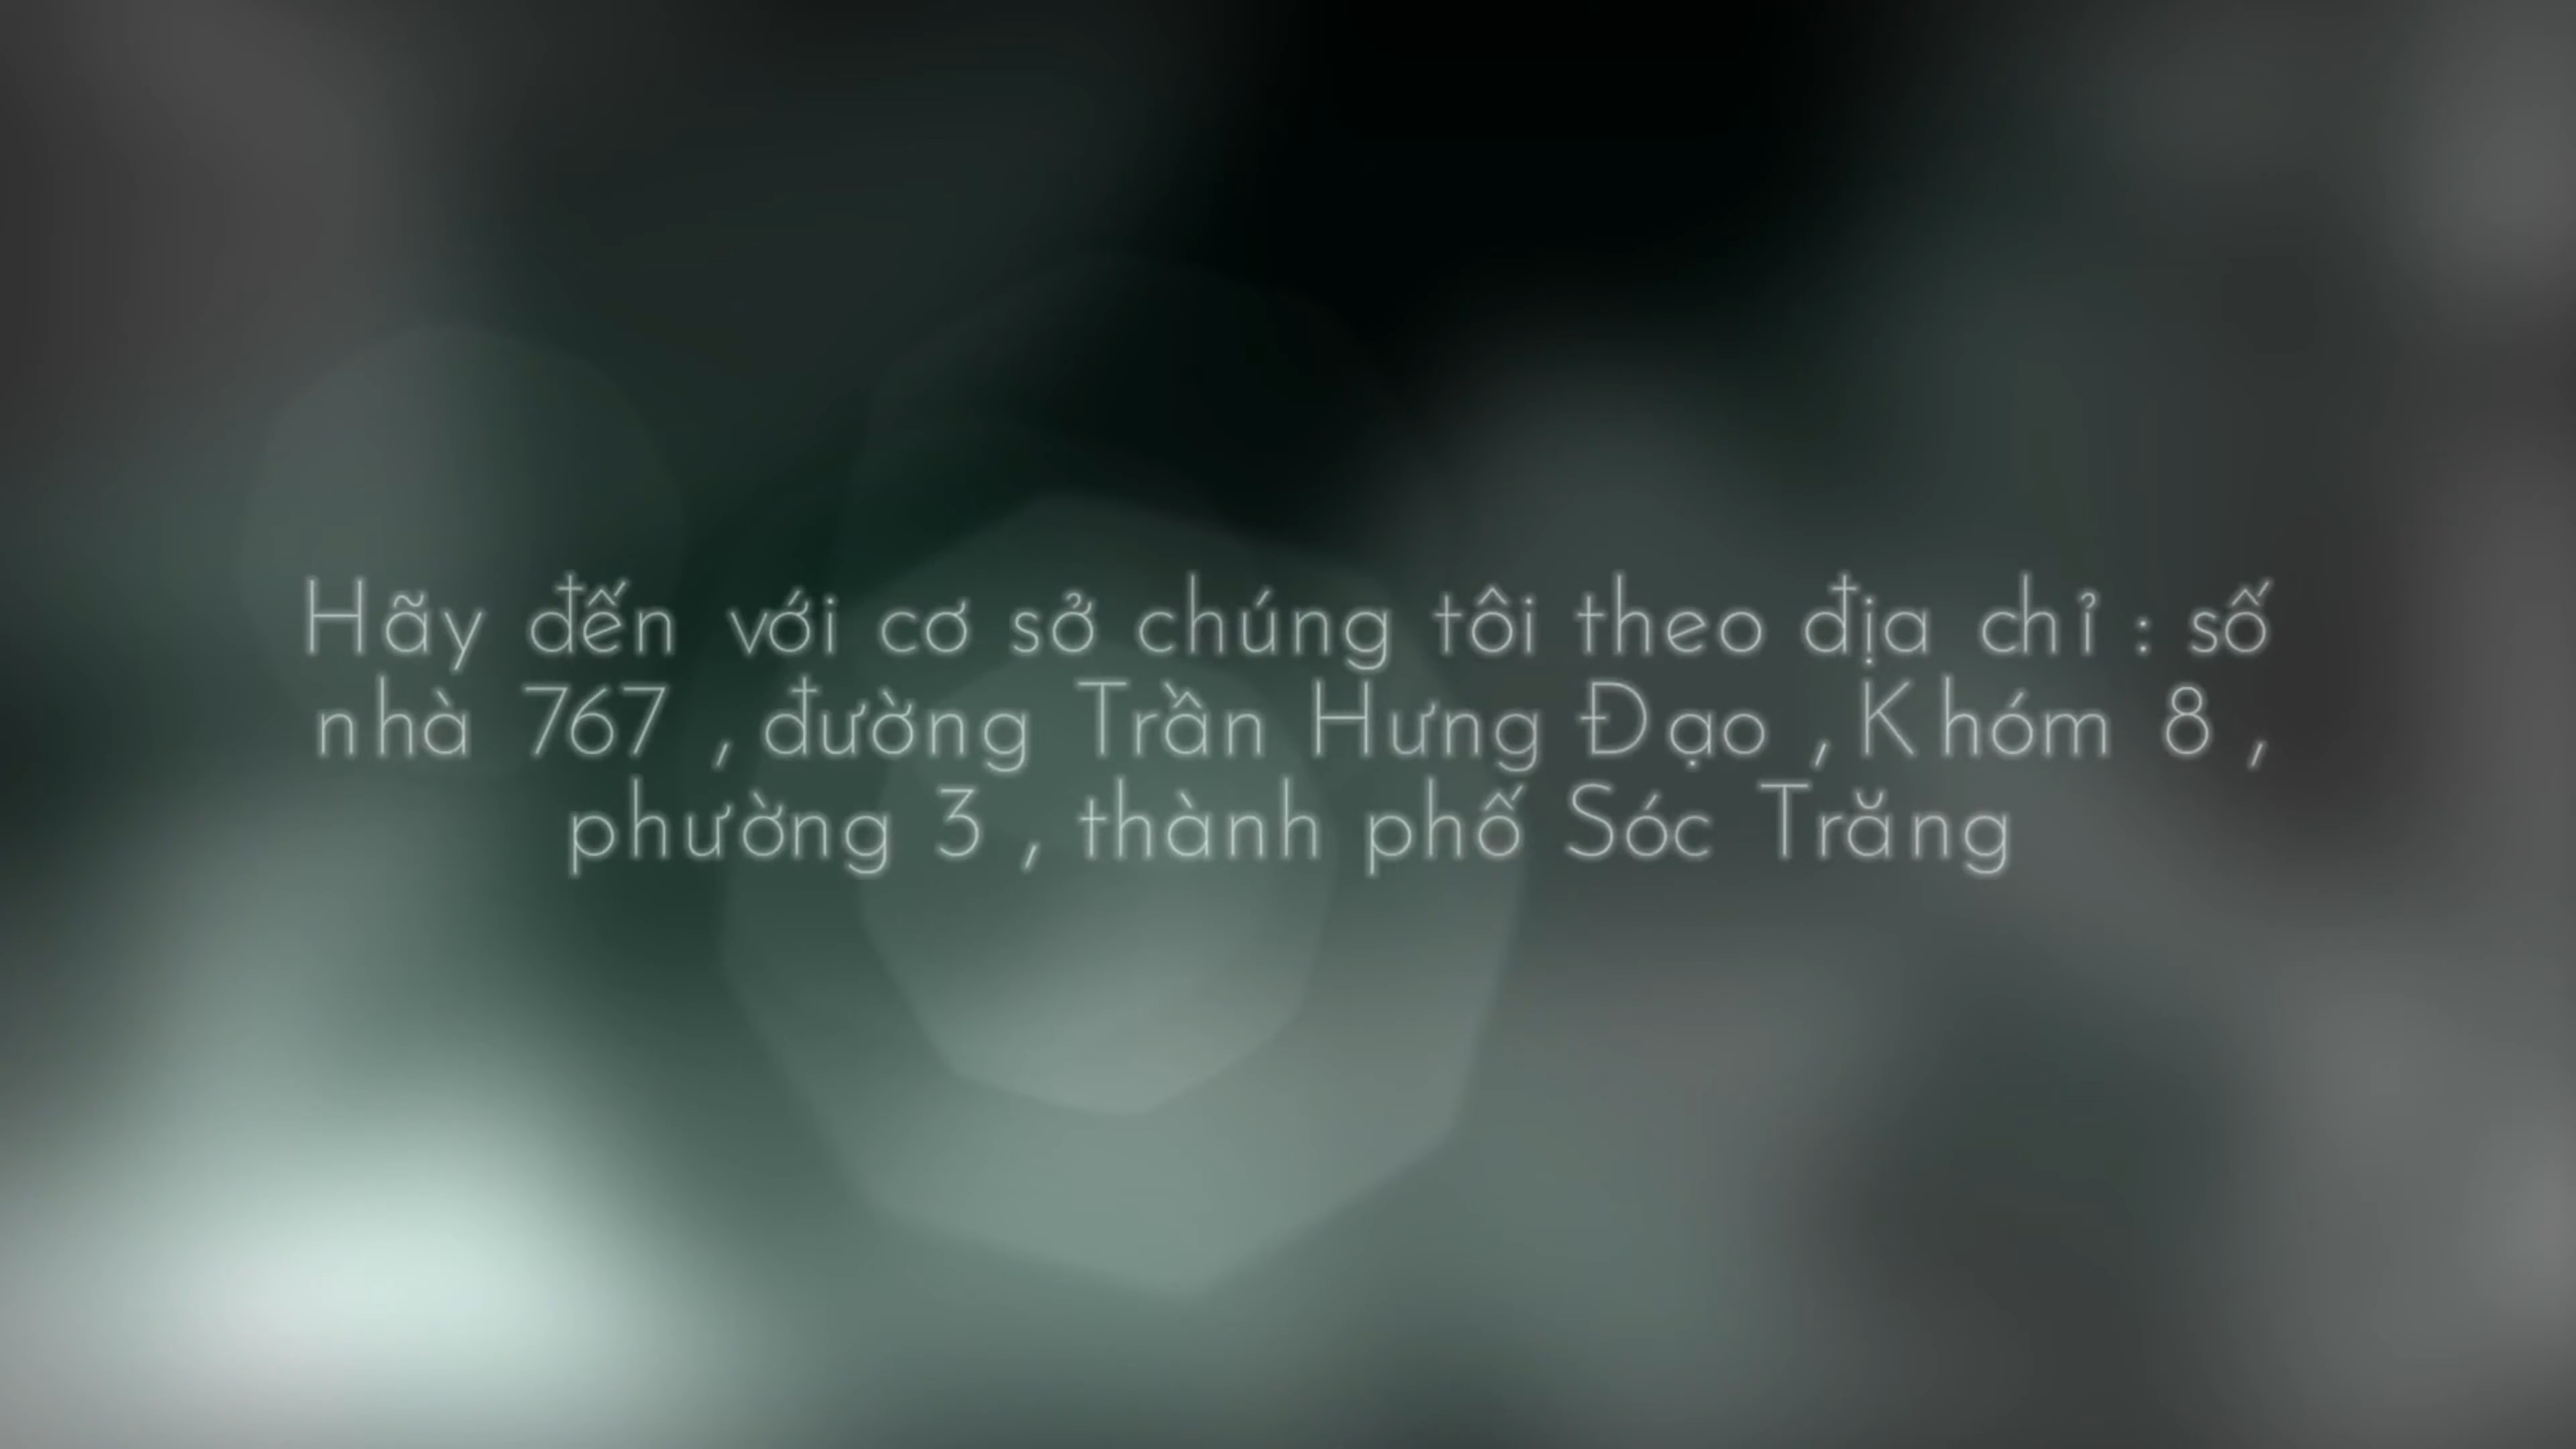 Hãy đến với cơ sở chúng tôi theo địa chỉ : số
nhà 767 , đường Trần Hưng Đạo , Khóm 8 ,
phường 3 , thành phố Sóc Trăng